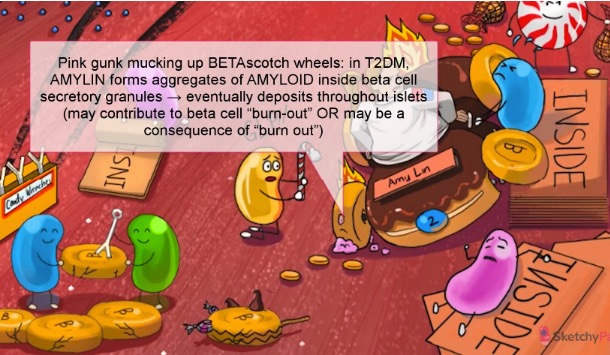 Pink gunk mucking up BETAscotch wheels: in T2DM,
AMYLIN forms aggregates of AMYLOID inside beta cell
secretory granules → eventually deposits throughout islets
(may contribute to beta cell “burn-out” OR may be a
consequence of “burn out”)
INSI
INSIDE
B
Amy Lin
Candy Wrenches
2
B
INSIDE
B
B
B
SketchyP